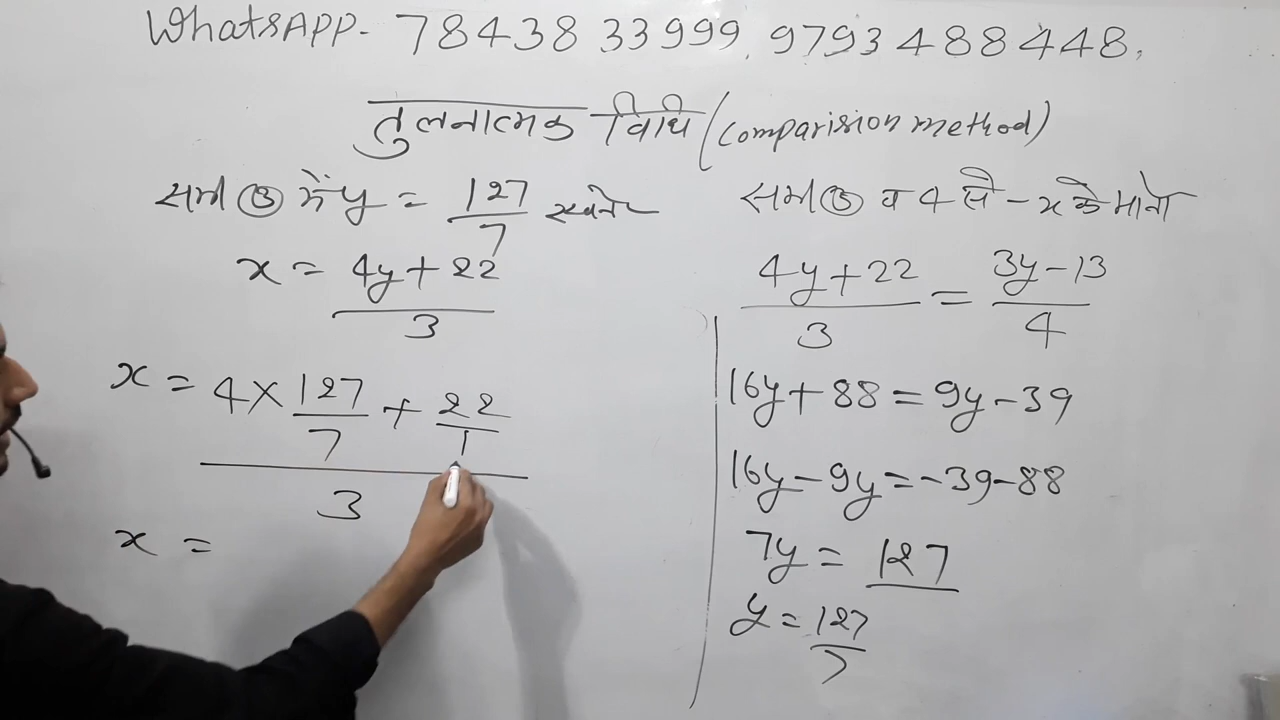 WhatsAPP. 7843833999, 9793488448,
तुलनात्मक विधि (Comparision method)
समी ③ में y = 127/7 रखने पर
x = 4y + 22 / 3
x = 4 × 127/7 + 22/1 / 3
x =
समी ③ व 4 से - x के मानो
4y + 22 / 3 = 3y - 13 / 4
16y + 88 = 9y - 39
16y - 9y = -39 - 88
7y = 127
y = 127/7